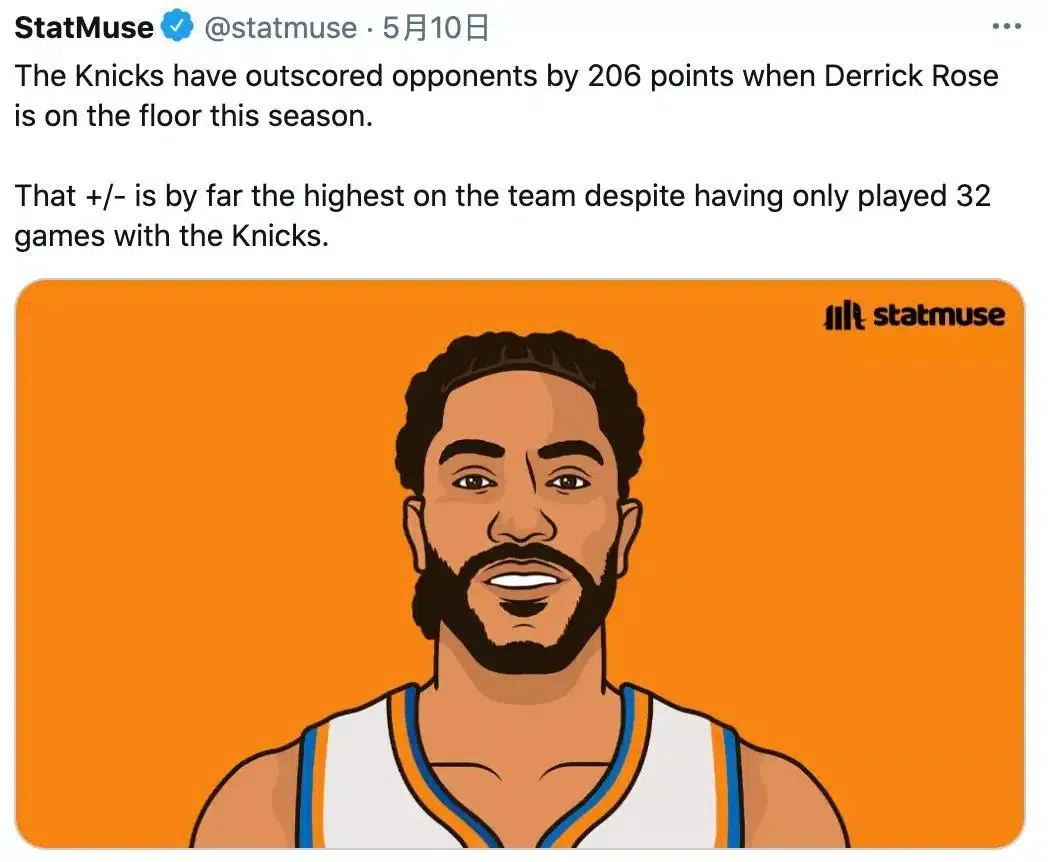 StatMuse @statmuse · 5月10日
The Knicks have outscored opponents by 206 points when Derrick Rose
is on the floor this season.
That +/- is by far the highest on the team despite having only played 32
games with the Knicks.
statmuse